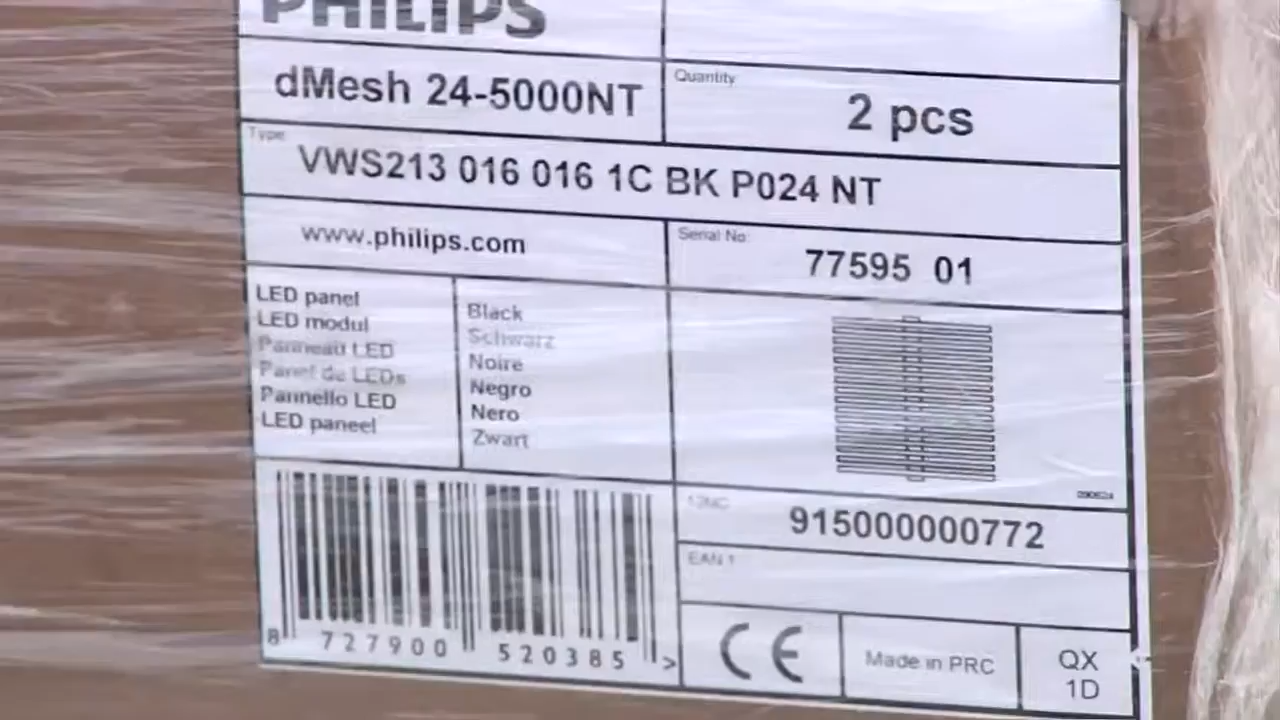 PHILIPS
dMesh 24-5000NT
Quantity
2 pcs
Type
VWS213 016 016 1C BK P024 NT
www.philips.com
Serial No:
77595 01
LED panel
LED modul
Panneau LED
Panel de LEDs
Pannello LED
LED paneel
Black
Schwarz
Noire
Negro
Nero
Zwart
12NC
915000000772
EAN 1
8 727900 520385 >
CE
Made in PRC
QX
1D